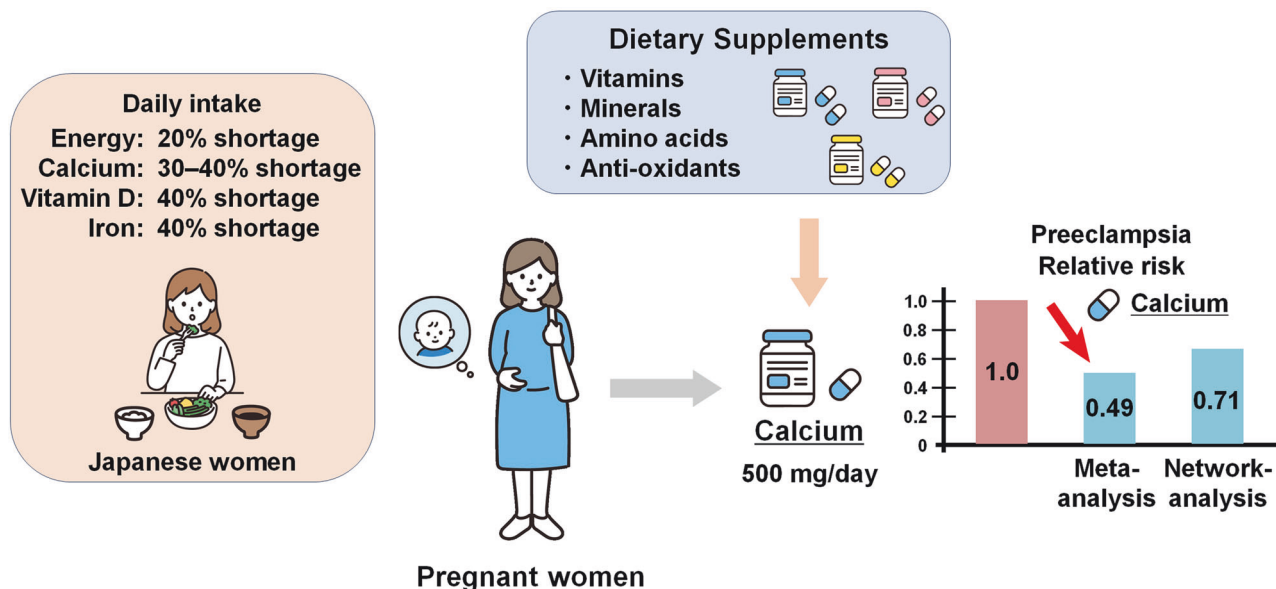 Daily intake
Energy: 20% shortage
Calcium: 30–40% shortage
Vitamin D: 40% shortage
Iron: 40% shortage
Japanese women
Dietary Supplements
・Vitamins
・Minerals
・Amino acids
・Anti-oxidants
Pregnant women
Calcium
500 mg/day
Preeclampsia
Relative risk
Calcium
1.0
0.8
0.6
0.4
0.2
0
1.0
0.49
0.71
Meta-
analysis
Network-
analysis